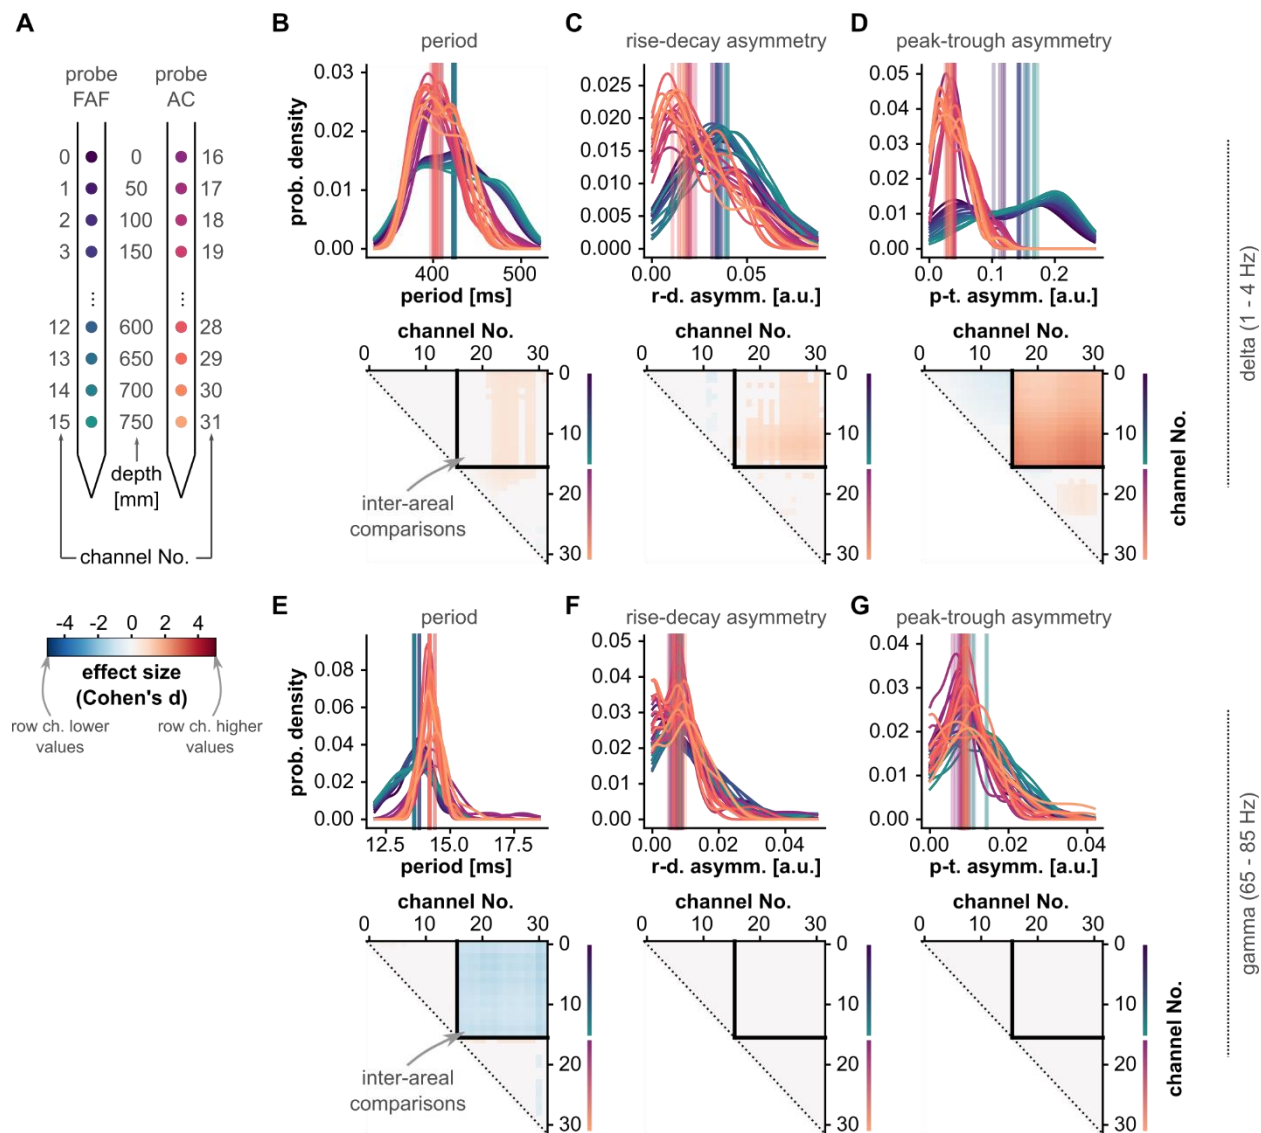 A
probe
FAF
probe
AC
0 0 16
1 50 17
2 100 18
3 150 19
...
12 600 28
13 650 29
14 700 30
15 750 31
depth
[mm]
channel No.
-4 -2 0 2 4
effect size
(Cohen's d)
row ch. lower
values
row ch. higher
values
B
period
prob. density
0.03
0.02
0.01
0.00
400 500
period [ms]
channel No.
0 10 20 30
0
10
20
30
inter-areal
comparisons
C
rise-decay asymmetry
0.025
0.020
0.015
0.010
0.005
0.000
0.00 0.05
r-d. asymm. [a.u.]
channel No.
0 10 20 30
0
10
20
30
D
peak-trough asymmetry
0.05
0.04
0.03
0.02
0.01
0.00
0.0 0.1 0.2
p-t. asymm. [a.u.]
channel No.
0 10 20 30
0
10
20
30
channel No.
delta (1 - 4 Hz)
E
period
prob. density
0.08
0.06
0.04
0.02
0.00
12.5 15.0 17.5
period [ms]
channel No.
0 10 20 30
0
10
20
30
inter-areal
comparisons
F
rise-decay asymmetry
0.05
0.04
0.03
0.02
0.01
0.00
0.00 0.02 0.04
r-d. asymm. [a.u.]
channel No.
0 10 20 30
0
10
20
30
G
peak-trough asymmetry
0.04
0.03
0.02
0.01
0.00
0.00 0.02 0.04
p-t. asymm. [a.u.]
channel No.
0 10 20 30
0
10
20
30
channel No.
gamma (65 - 85 Hz)